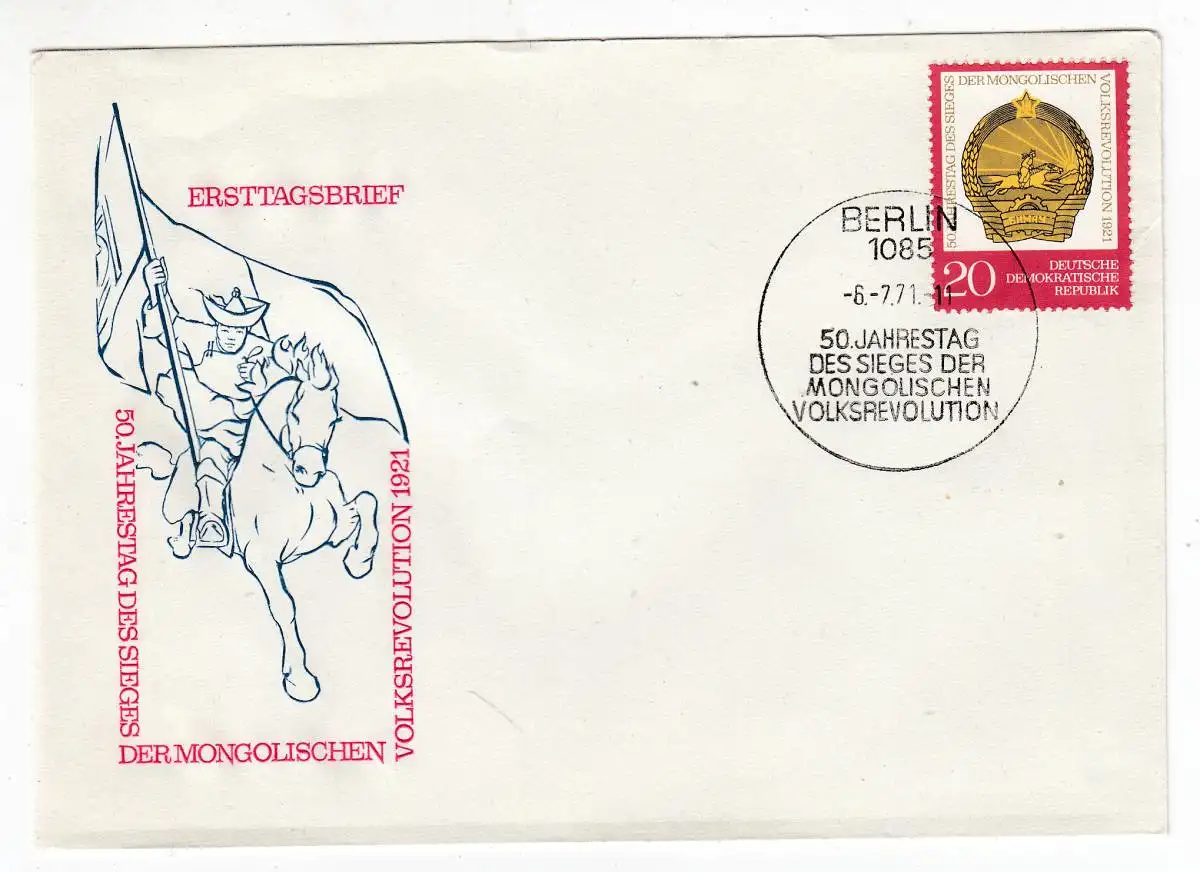 ERSTTAGSBRIEF
50. JAHRESTAG DES SIEGES
DER MONGOLISCHEN
VOLKSREVOLUTION 1921
50. JAHRESTAG DES SIEGES
DER MONGOLISCHEN
VOLKSREVOLUTION 1921
БНМАУ
20
DEUTSCHE
DEMOKRATISCHE
REPUBLIK
BERLIN
1085
-6.-7.71.-11
50. JAHRESTAG
DES SIEGES DER
MONGOLISCHEN
VOLKSREVOLUTION